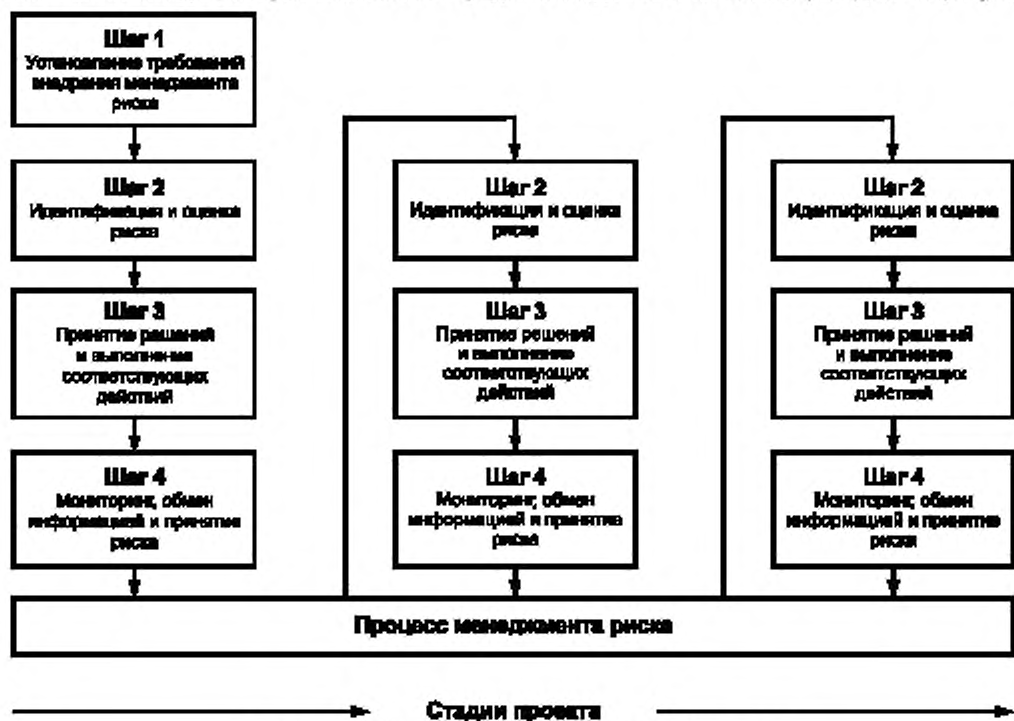 Шаг 1
Установление требований
внедрения менеджмента
риска
Шаг 2
Идентификация и оценка
риска
Шаг 3
Принятие решений
и выполнение
соответствующих
действий
Шаг 4
Мониторинг, обмен
информацией и принятие
риска
Шаг 2
Идентификация и оценка
риска
Шаг 3
Принятие решений
и выполнение
соответствующих
действий
Шаг 4
Мониторинг, обмен
информацией и принятие
риска
Шаг 2
Идентификация и оценка
риска
Шаг 3
Принятие решений
и выполнение
соответствующих
действий
Шаг 4
Мониторинг, обмен
информацией и принятие
риска
Процесс менеджмента риска
Стадии проекта